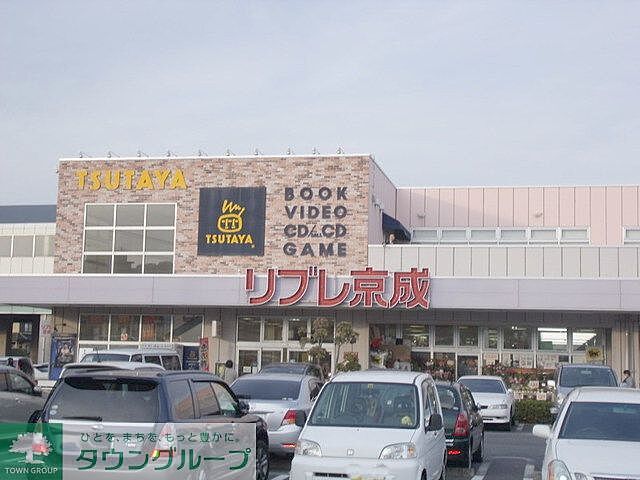 TSUTAYA
TSUTAYA
BOOK
VIDEO
CD
CD
GAME
リブレ京成
TOWN GROUP
ひとを、まちを、もっと豊かに。
タウングループ